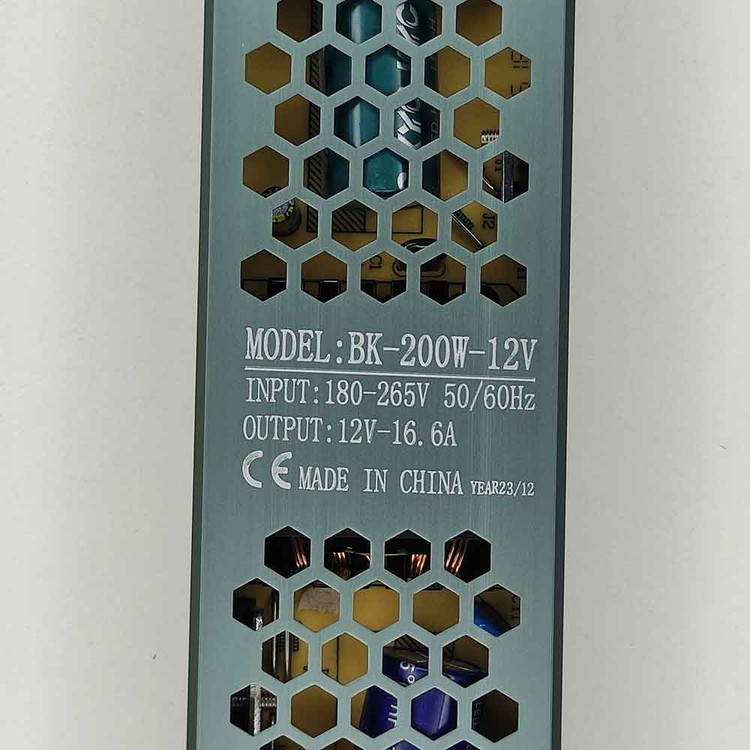 MODEL:BK-200W-12V
INPUT:180-265V 50/60Hz
OUTPUT:12V-16.6A
CE MADE IN CHINA YEAR23/12